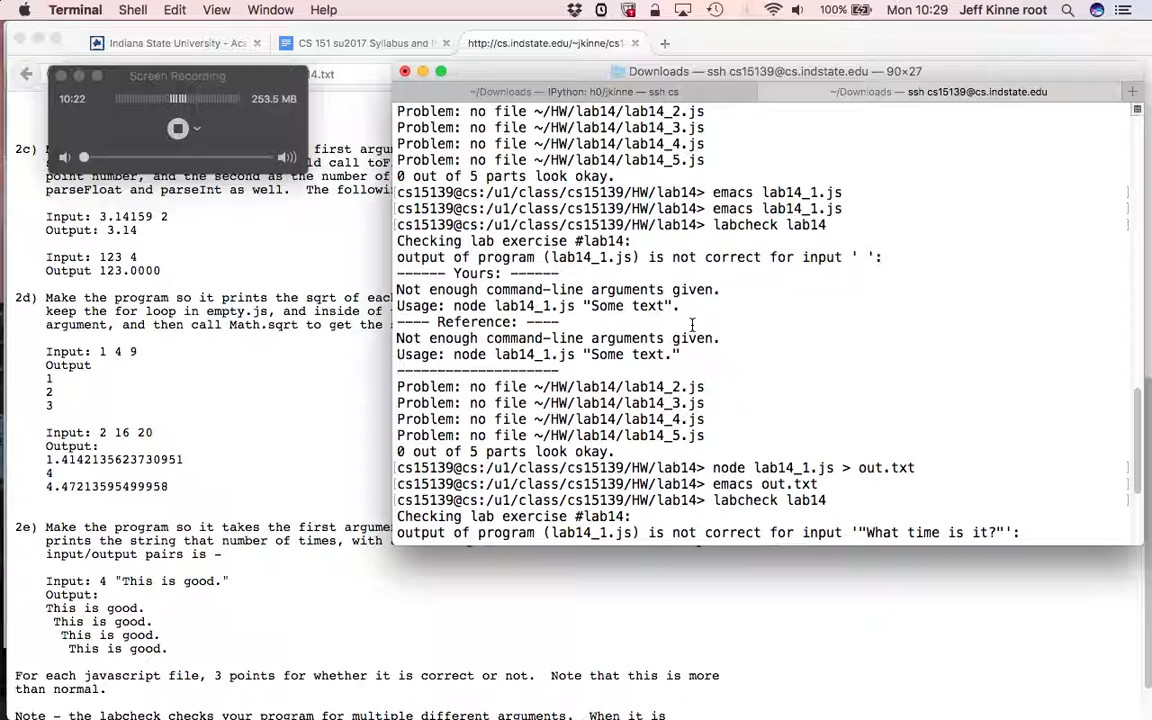 Terminal Shell Edit View Window Help 100% Mon 10:29 Jeff Kinne root
Indiana State University - Aca
CS 151 su2017 Syllabus and I
http://cs.indstate.edu/~jkinne/cs1
4.txt
Screen Recording
10:22 253.5 MB
2c) M first argu
ld call toF
point number, and the second as the number of
parseFloat and parseInt as well. The followi
Input: 3.14159 2
Output: 3.14
Input: 123 4
Output 123.0000
2d) Make the program so it prints the sqrt of eac
keep the for loop in empty.js, and inside of
argument, and then call Math.sqrt to get the
Input: 1 4 9
Output
1
2
3
Input: 2 16 20
Output:
1.4142135623730951
4
4.47213595499958
2e) Make the program so it takes the first argume
prints the string that number of times, with
input/output pairs is -
Input: 4 "This is good."
Output:
This is good.
This is good.
This is good.
This is good.
For each javascript file, 3 points for whether it is correct or not. Note that this is more
than normal.
Note - the labcheck checks your program for multiple different arguments. When it is
Downloads — ssh cs15139@cs.indstate.edu — 90×27
~/Downloads — IPython: h0/jkinne — ssh cs
~/Downloads — ssh cs15139@cs.indstate.edu
Problem: no file ~/HW/lab14/lab14_2.js
Problem: no file ~/HW/lab14/lab14_3.js
Problem: no file ~/HW/lab14/lab14_4.js
Problem: no file ~/HW/lab14/lab14_5.js
0 out of 5 parts look okay.
[cs15139@cs:/u1/class/cs15139/HW/lab14> emacs lab14_1.js ]
[cs15139@cs:/u1/class/cs15139/HW/lab14> emacs lab14_1.js ]
[cs15139@cs:/u1/class/cs15139/HW/lab14> labcheck lab14 ]
Checking lab exercise #lab14:
output of program (lab14_1.js) is not correct for input ' ':
------ Yours: ------
Not enough command-line arguments given.
Usage: node lab14_1.js "Some text".
---- Reference: ----
Not enough command-line arguments given.
Usage: node lab14_1.js "Some text."
--------------------
Problem: no file ~/HW/lab14/lab14_2.js
Problem: no file ~/HW/lab14/lab14_3.js
Problem: no file ~/HW/lab14/lab14_4.js
Problem: no file ~/HW/lab14/lab14_5.js
0 out of 5 parts look okay.
[cs15139@cs:/u1/class/cs15139/HW/lab14> node lab14_1.js > out.txt ]
[cs15139@cs:/u1/class/cs15139/HW/lab14> emacs out.txt ]
[cs15139@cs:/u1/class/cs15139/HW/lab14> labcheck lab14 ]
Checking lab exercise #lab14:
output of program (lab14_1.js) is not correct for input '"What time is it?"':